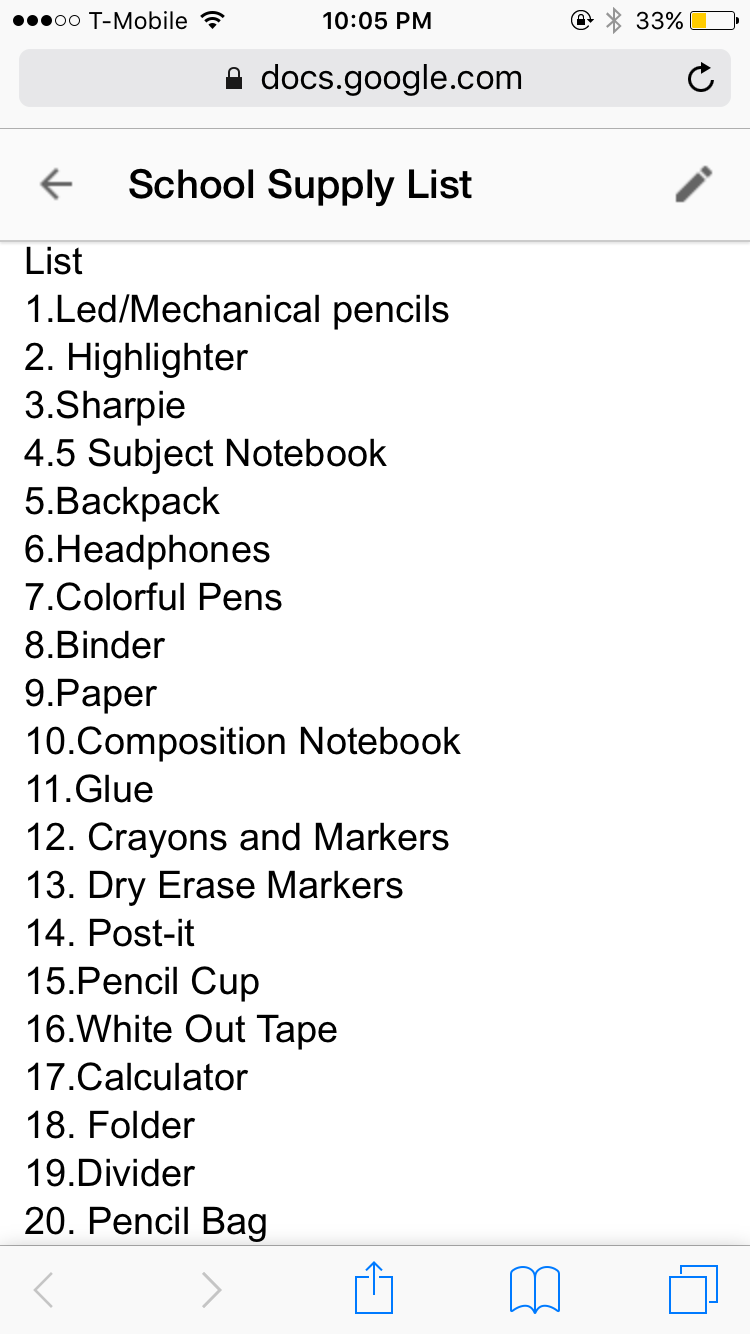 T-Mobile 10:05 PM 33%
docs.google.com
School Supply List
List
1.Led/Mechanical pencils
2. Highlighter
3.Sharpie
4.5 Subject Notebook
5.Backpack
6.Headphones
7.Colorful Pens
8.Binder
9.Paper
10.Composition Notebook
11.Glue
12. Crayons and Markers
13. Dry Erase Markers
14. Post-it
15.Pencil Cup
16.White Out Tape
17.Calculator
18. Folder
19.Divider
20. Pencil Bag